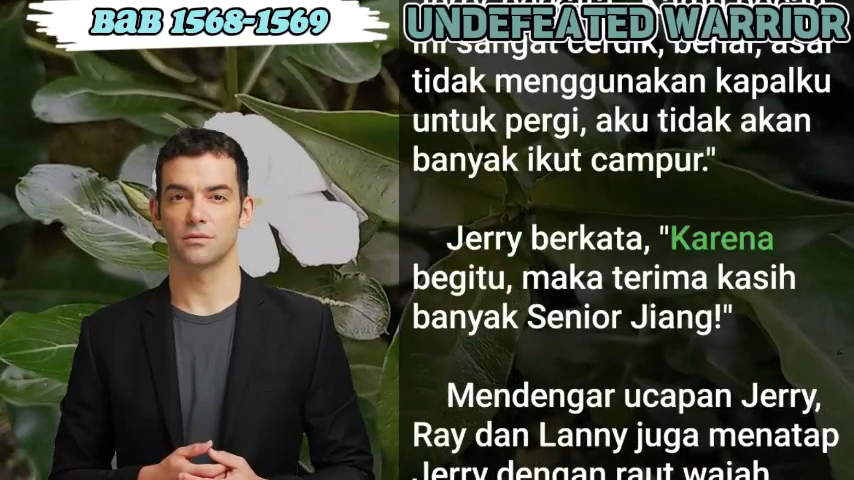 BAB 1568-1569
UNDEFEATED WARRIOR
ini sangat cerdik, benar, asal
tidak menggunakan kapalku
untuk pergi, aku tidak akan
banyak ikut campur."
Jerry berkata, "Karena
begitu, maka terima kasih
banyak Senior Jiang!"
Mendengar ucapan Jerry,
Ray dan Lanny juga menatap
Jerry dengan raut wajah